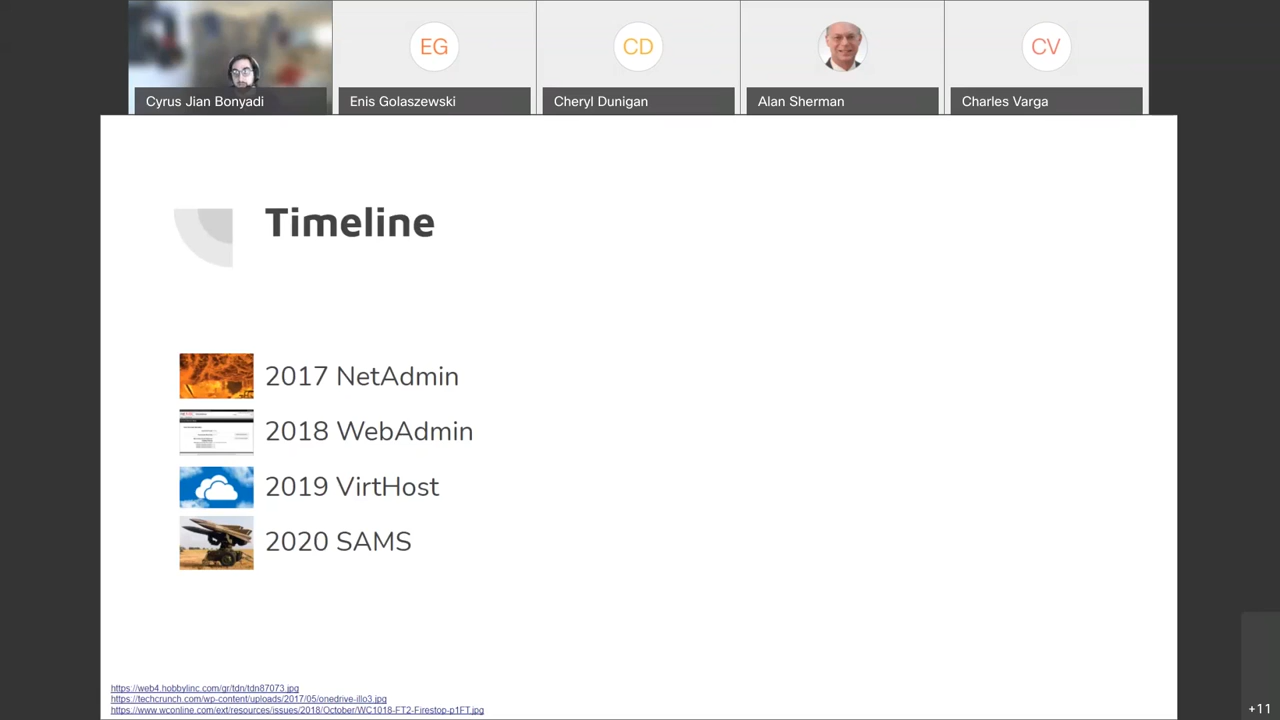 EG
CD
CV
Cyrus Jian Bonyadi
Enis Golaszewski
Cheryl Dunigan
Alan Sherman
Charles Varga
Timeline
2017 NetAdmin
2018 WebAdmin
2019 VirtHost
2020 SAMS
https://web4.hobbylinc.com/gr/tdn/tdn87073.jpg
https://techcrunch.com/wp-content/uploads/2017/05/onedrive-illo3.jpg
https://www.wconline.com/ext/resources/issues/2018/October/WC1018-FT2-Firestop-p1FT.jpg
+11